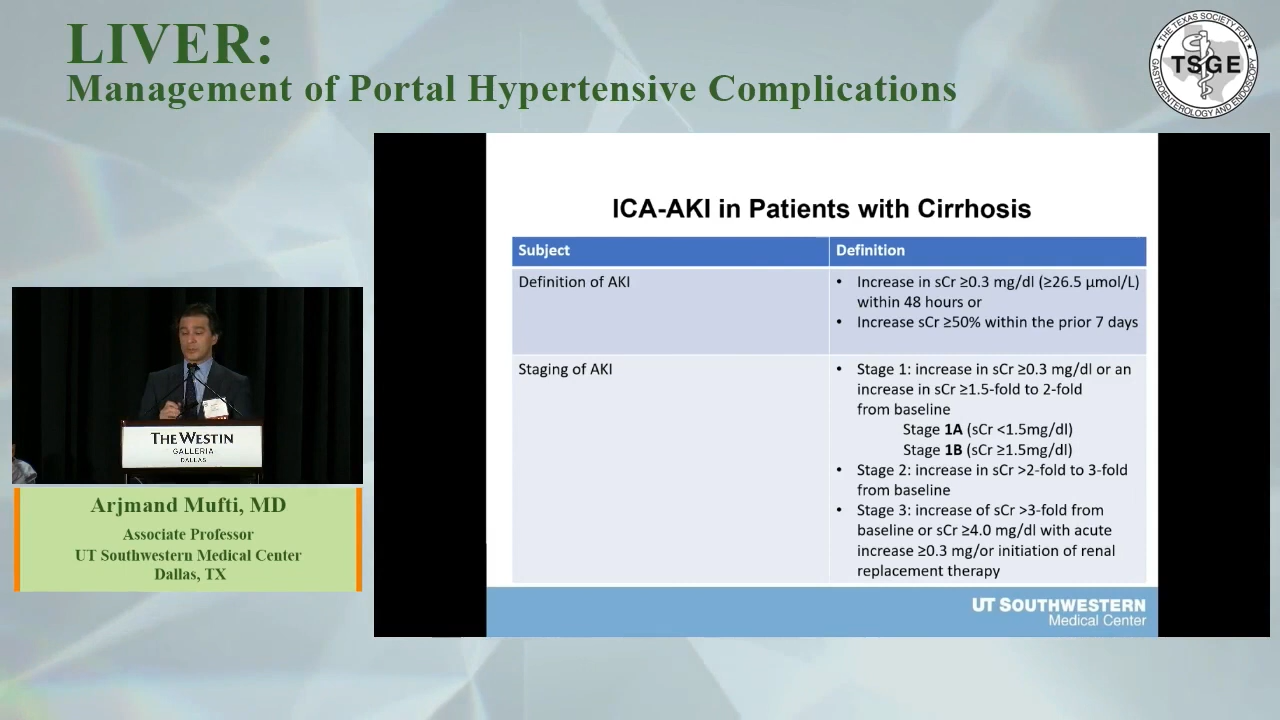 LIVER:
Management of Portal Hypertensive Complications
THE TEXAS SOCIETY FOR
TSGE
GASTROENTEROLOGY AND ENDOSCOPY
ICA-AKI in Patients with Cirrhosis
Subject
Definition
Definition of AKI
• Increase in sCr ≥0.3 mg/dl (≥26.5 µmol/L)
within 48 hours or
• Increase sCr ≥50% within the prior 7 days
Staging of AKI
• Stage 1: increase in sCr ≥0.3 mg/dl or an
increase in sCr ≥1.5-fold to 2-fold
from baseline
Stage 1A (sCr <1.5mg/dl)
Stage 1B (sCr ≥1.5mg/dl)
• Stage 2: increase in sCr >2-fold to 3-fold
from baseline
• Stage 3: increase of sCr >3-fold from
baseline or sCr ≥4.0 mg/dl with acute
increase ≥0.3 mg/or initiation of renal
replacement therapy
UT SOUTHWESTERN
Medical Center
THE WESTIN
GALLERIA
DALLAS
Arjmand Mufti, MD
Associate Professor
UT Southwestern Medical Center
Dallas, TX